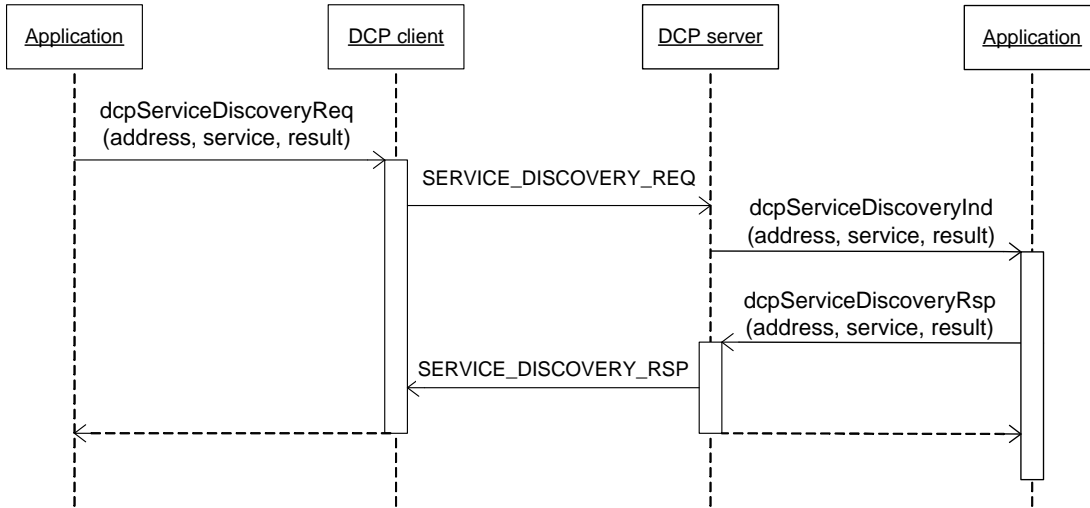 Application
DCP client
DCP server
Application
dcpServiceDiscoveryReq
(address, service, result)
SERVICE_DISCOVERY_REQ
dcpServiceDiscoveryInd
(address, service, result)
dcpServiceDiscoveryRsp
(address, service, result)
SERVICE_DISCOVERY_RSP